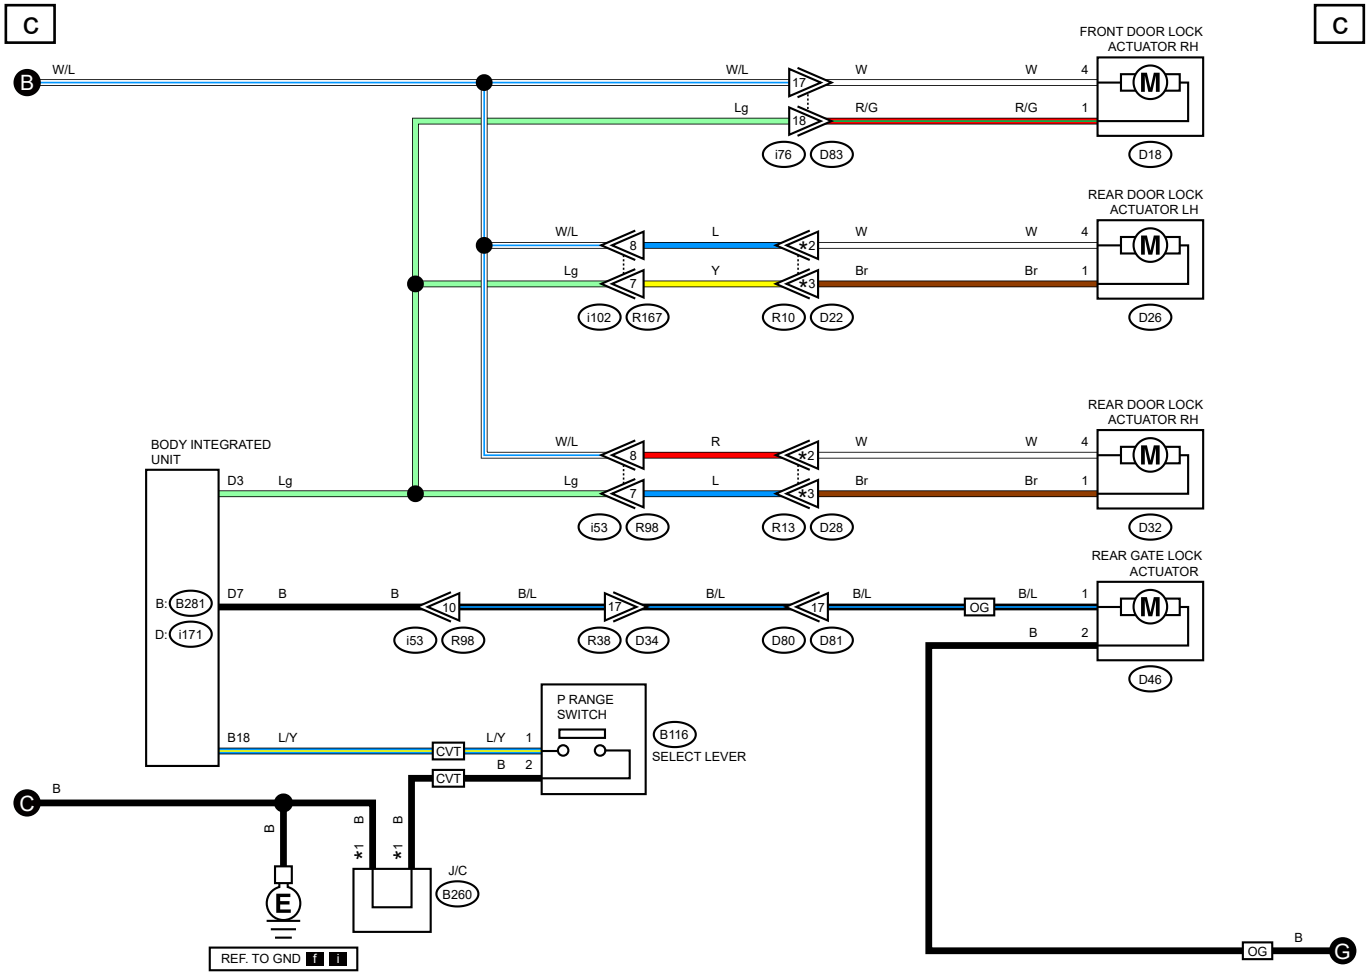 C
C
FRONT DOOR LOCK
ACTUATOR RH
B W/L W/L 17 W W 4 M
Lg 18 R/G R/G 1
i76 D83 D18
REAR DOOR LOCK
ACTUATOR LH
W/L 8 L *2 W W 4 M
Lg 7 Y *3 Br Br 1
i102 R167 R10 D22 D26
REAR DOOR LOCK
ACTUATOR RH
W/L 8 R *2 W W 4 M
BODY INTEGRATED
UNIT
D3 Lg Lg 7 L *3 Br Br 1
i53 R98 R13 D28 D32
REAR GATE LOCK
ACTUATOR
D7 B B 10 B/L 17 B/L 17 B/L OG B/L 1 M
B: B281
D: i171
i53 R98 R38 D34 D80 D81
B 2
D46
P RANGE
SWITCH
B116
SELECT LEVER
B18 L/Y CVT L/Y 1
CVT B 2
C B
B B B
*1 *1
J/C
B260
E
REF. TO GND f i
OG B G